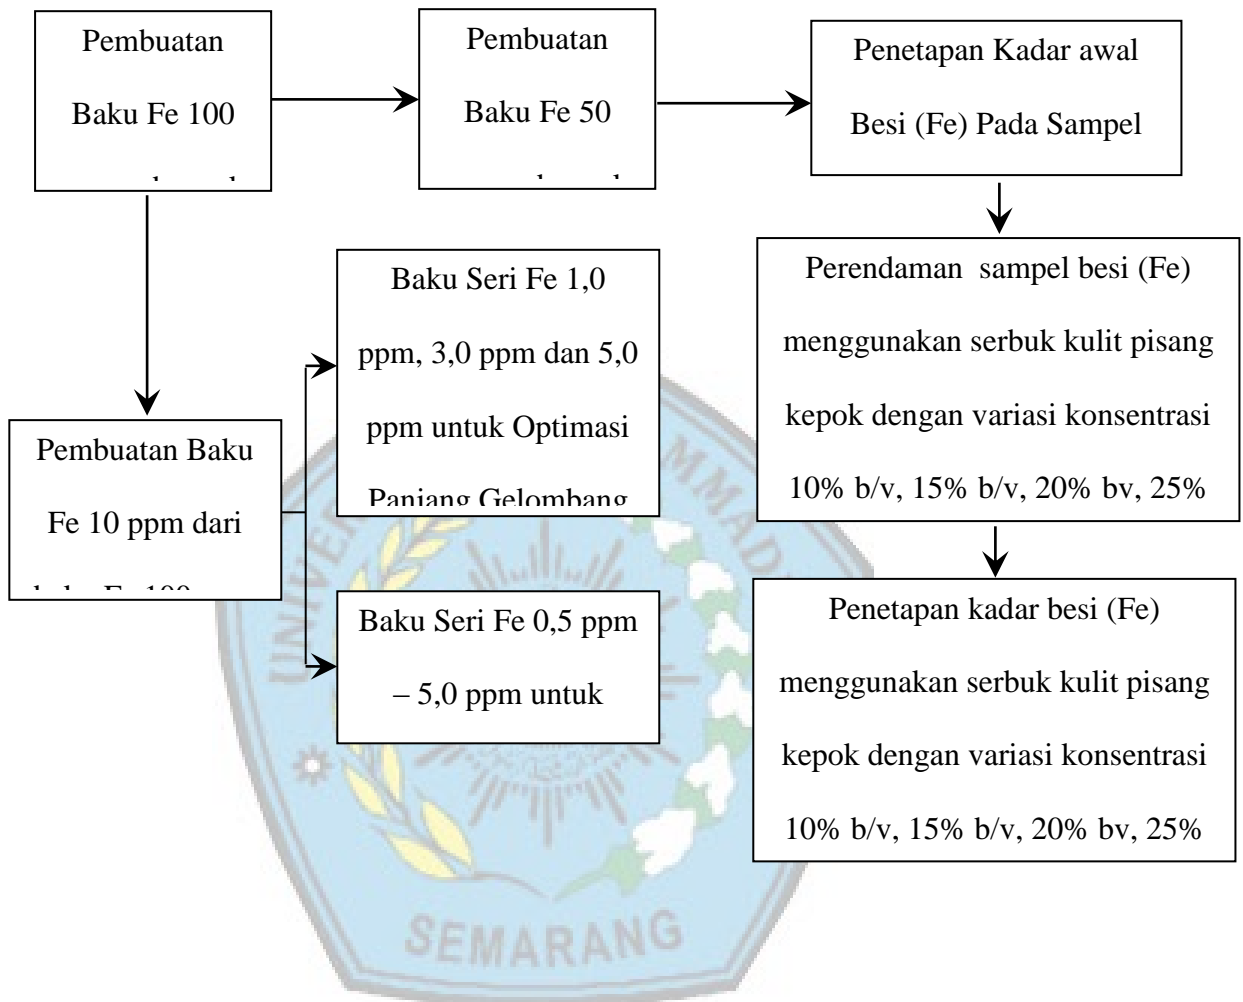 Pembuatan
Baku Fe 100
Pembuatan
Baku Fe 50
Penetapan Kadar awal
Besi (Fe) Pada Sampel
Baku Seri Fe 1,0
ppm, 3,0 ppm dan 5,0
ppm untuk Optimasi
Panjang Gelombang
Perendaman sampel besi (Fe)
menggunakan serbuk kulit pisang
kepok dengan variasi konsentrasi
10% b/v, 15% b/v, 20% bv, 25%
Pembuatan Baku
Fe 10 ppm dari
Baku Seri Fe 0,5 ppm
– 5,0 ppm untuk
Penetapan kadar besi (Fe)
menggunakan serbuk kulit pisang
kepok dengan variasi konsentrasi
10% b/v, 15% b/v, 20% bv, 25%
SEMARANG